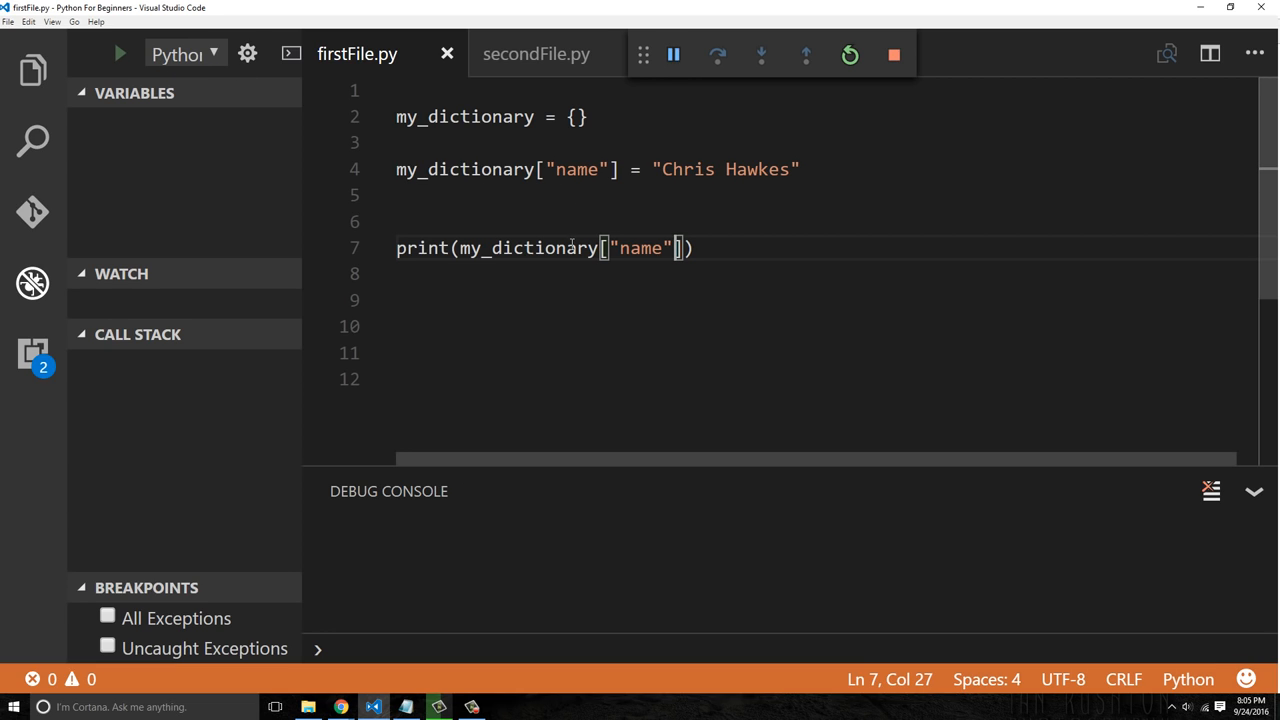 firstFile.py - Python For Beginners - Visual Studio Code
File Edit View Go Help
Pythor
firstFile.py
secondFile.py
VARIABLES
WATCH
CALL STACK
2
BREAKPOINTS
All Exceptions
Uncaught Exceptions
1
2 my_dictionary = {}
3
4 my_dictionary["name"] = "Chris Hawkes"
5
6
7 print(my_dictionary["name"])
8
9
10
11
12
DEBUG CONSOLE
0 0
Ln 7, Col 27 Spaces: 4 UTF-8 CRLF Python
I'm Cortana. Ask me anything.
8:05 PM
9/24/2016